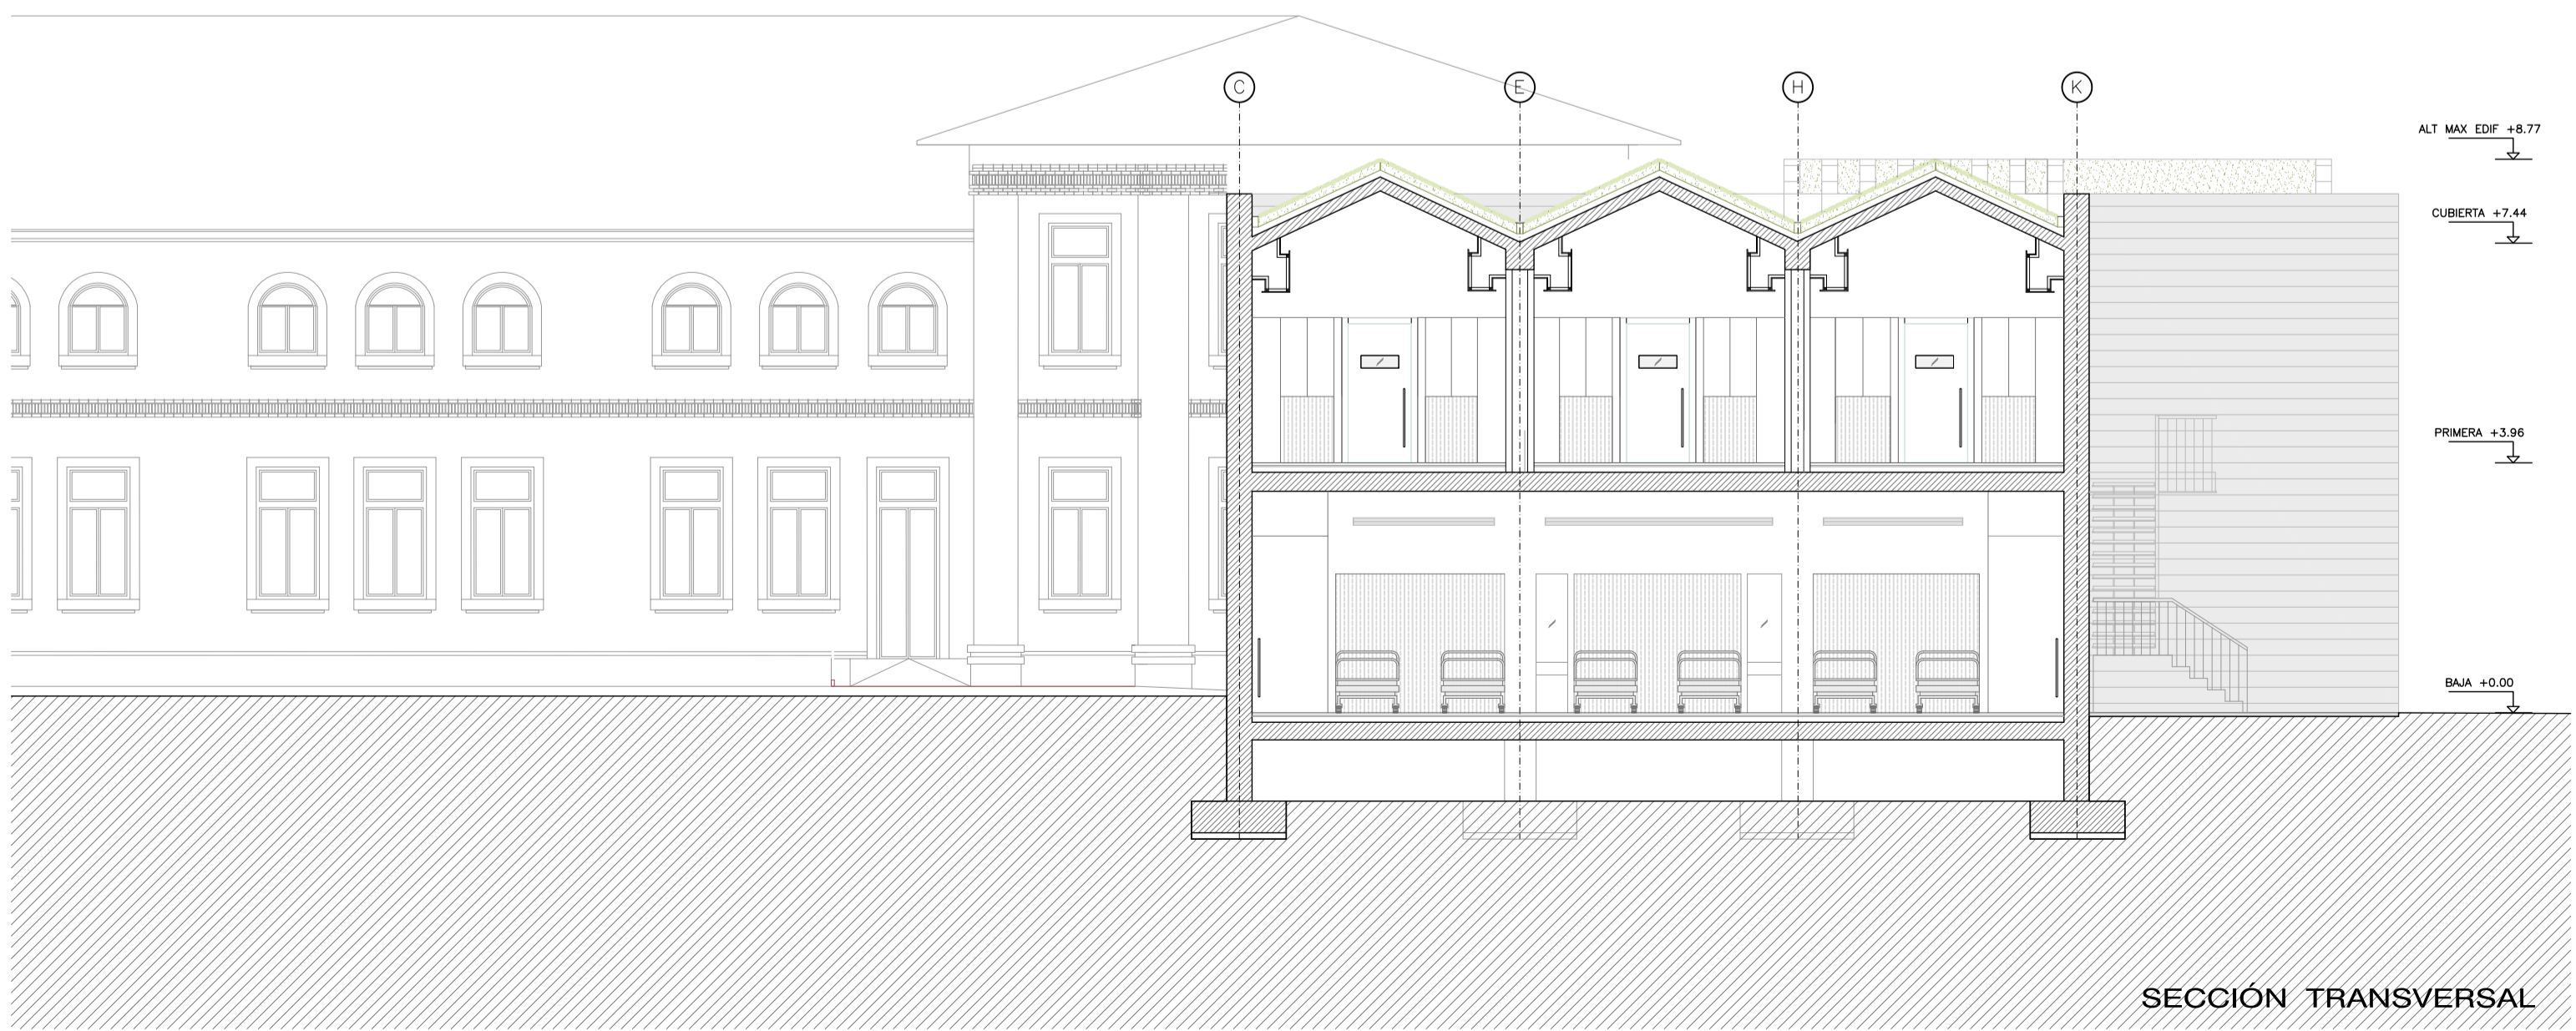 C
E
H
K
ALT MAX EDIF +8.77
CUBIERTA +7.44
PRIMERA +3.96
BAJA +0.00
SECCIÓN TRANSVERSAL